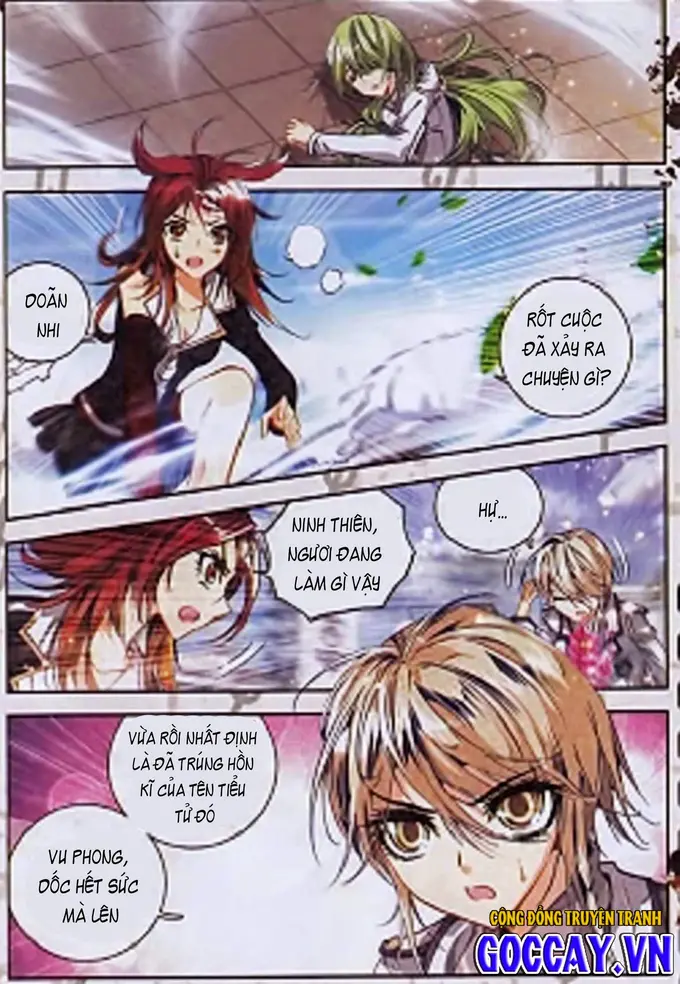 DOÃN
NHI
RỐT CUỘC
ĐÃ XẢY RA
CHUYỆN GÌ?
NINH THIÊN,
NGƯƠI ĐANG
LÀM GÌ VẬY
HỰ...
VỪA RỒI NHẤT ĐỊNH
LÀ ĐÃ TRÚNG HỒN
KĨ CỦA TÊN TIỂU
TỬ ĐÓ
VU PHONG,
DỐC HẾT SỨC
MÀ LÊN
CỘNG ĐỒNG TRUYỆN TRANH
GOCCAY.VN